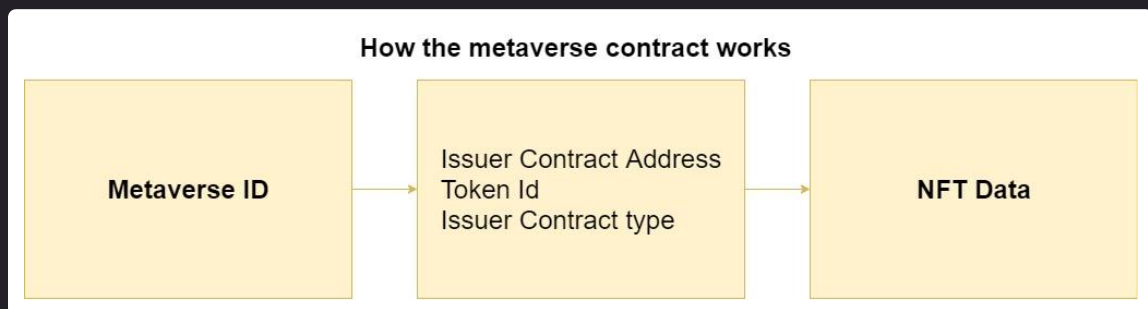 How the metaverse contract works
Metaverse ID
Issuer Contract Address
Token Id
Issuer Contract type
NFT Data